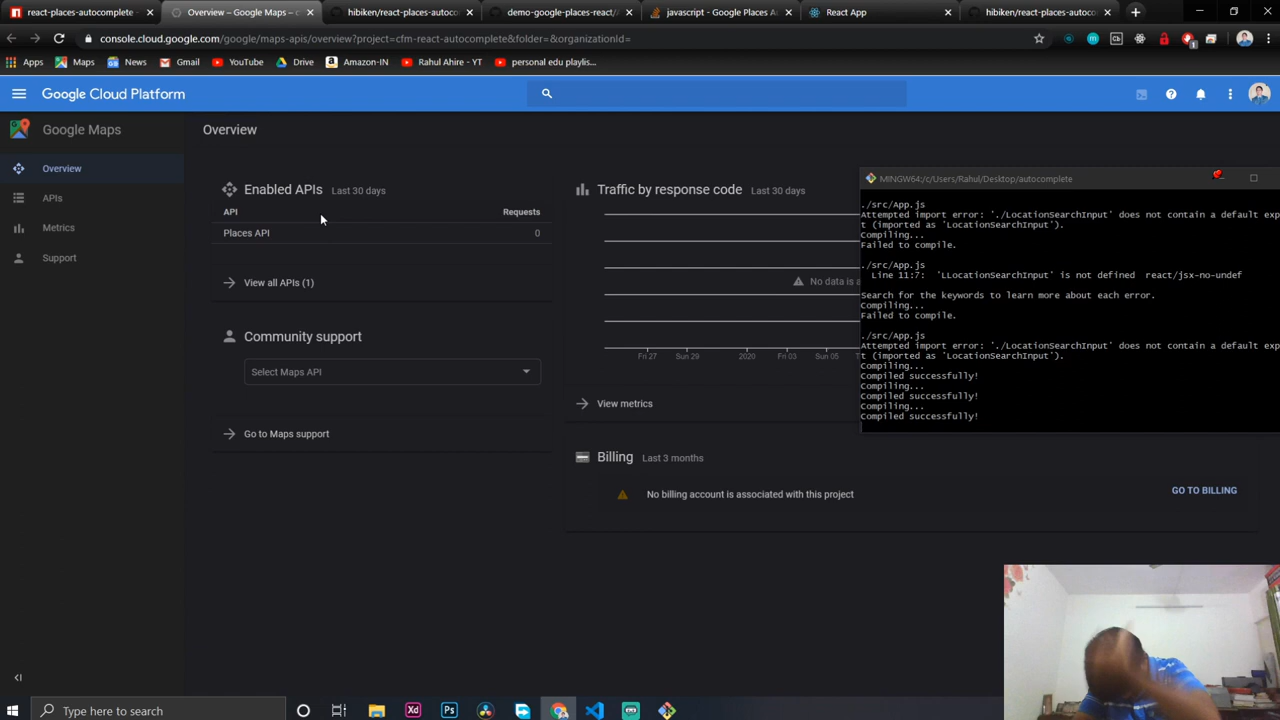 react-places-autocomplete -
Overview – Google Maps – c
hibiken/react-places-autoco
demo-google-places-react/
javascript - Google Places A
React App
hibiken/react-places-autoco
console.cloud.google.com/google/maps-apis/overview?project=cfm-react-autocomplete&folder=&organizationId=
Apps
Maps
News
Gmail
YouTube
Drive
Amazon-IN
Rahul Ahire - YT
personal edu playlis...
Google Cloud Platform
Google Maps
Overview
Overview
APIs
Metrics
Support
Enabled APIs Last 30 days
API Requests
Places API 0
View all APIs (1)
Community support
Select Maps API
Go to Maps support
Traffic by response code Last 30 days
No data is a
Fri 27 Sun 29 2020 Fri 03 Sun 05
View metrics
Billing Last 3 months
No billing account is associated with this project
GO TO BILLING
MINGW64:/c/Users/Rahul/Desktop/autocomplete
./src/App.js
Attempted import error: './LocationSearchInput' does not contain a default exp
t (imported as 'LocationSearchInput').
Compiling...
Failed to compile.
./src/App.js
Line 11:7: 'LLocationSearchInput' is not defined react/jsx-no-undef
Search for the keywords to learn more about each error.
Compiling...
Failed to compile.
./src/App.js
Attempted import error: './LocationSearchInput' does not contain a default exp
t (imported as 'LocationSearchInput').
Compiling...
Compiled successfully!
Compiling...
Compiled successfully!
Compiling...
Compiled successfully!
Type here to search